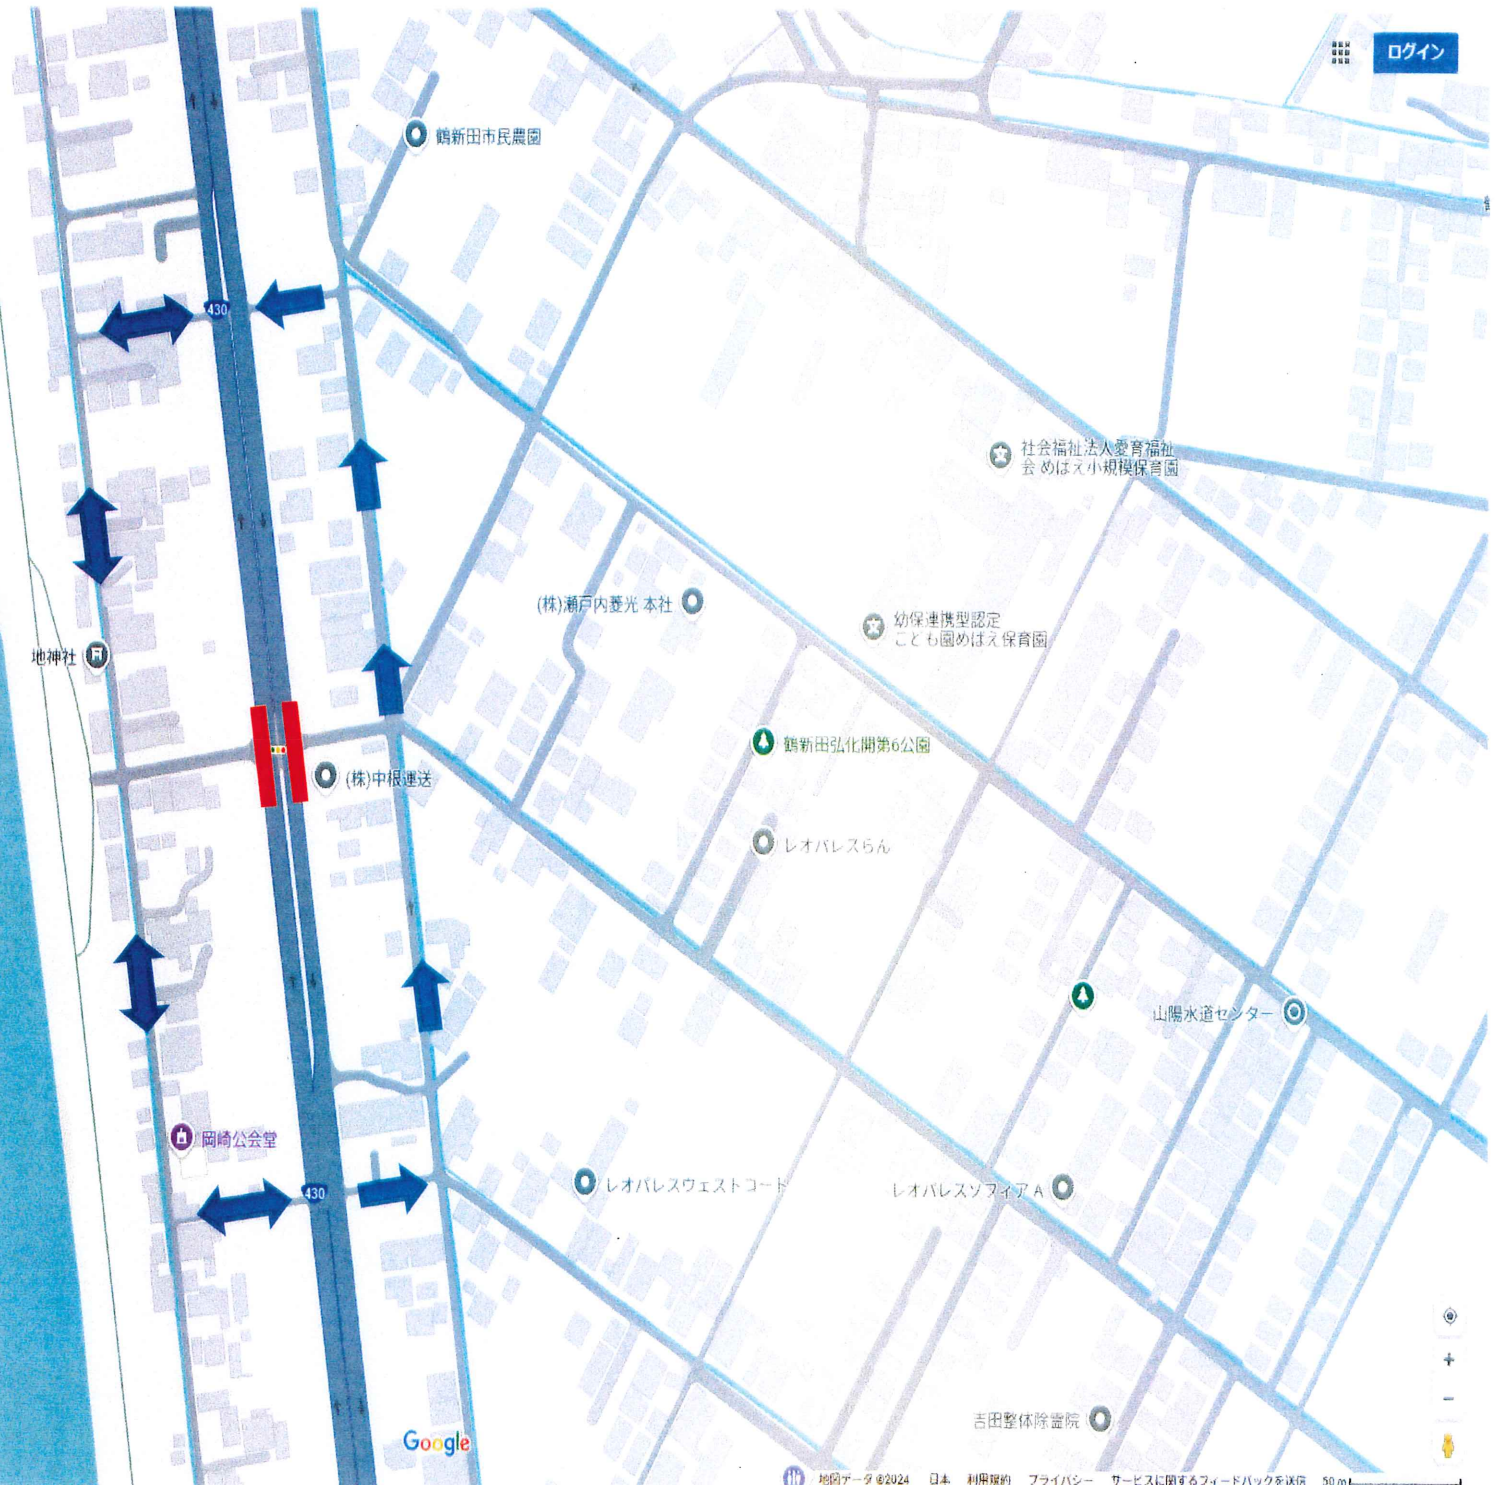 ログイン
鶴新田市民農園
430
社会福祉法人愛育福祉
会 めばえ小規模保育園
(株)瀬戸内菱光 本社
幼保連携型認定
こども園めばえ保育園
地神社
鶴新田弘化開第6公園
(株)中根運送
レオパレスらん
山陽水道センター
岡崎公会堂
430
レオパレスウェストコート
レオパレスソフィア A
吉田整体除霊院
Google
地図データ ©2024 日本 利用規約 プライバシー サービスに関するフィードバックを送信 50 m